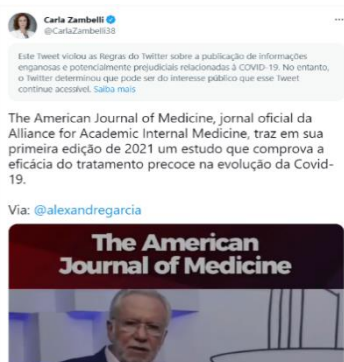 Carla Zambelli
@CarlaZambelli38
Este Tweet violou as Regras do Twitter sobre a publicação de informações
enganosas e potencialmente prejudiciais relacionadas à COVID-19. No entanto,
o Twitter determinou que pode ser do interesse público que esse Tweet
continue acessível. Saiba mais
The American Journal of Medicine, jornal oficial da
Alliance for Academic Internal Medicine, traz em sua
primeira edição de 2021 um estudo que comprova a
eficácia do tratamento precoce na evolução da Covid-
19.
Via: @alexandregarcia
The American
Journal of Medicine